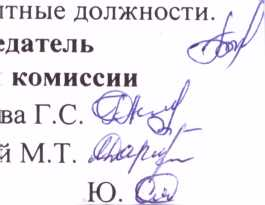 итные должности.
едатель
комиссии
ва Г.С.
й М.Т.
Ю.